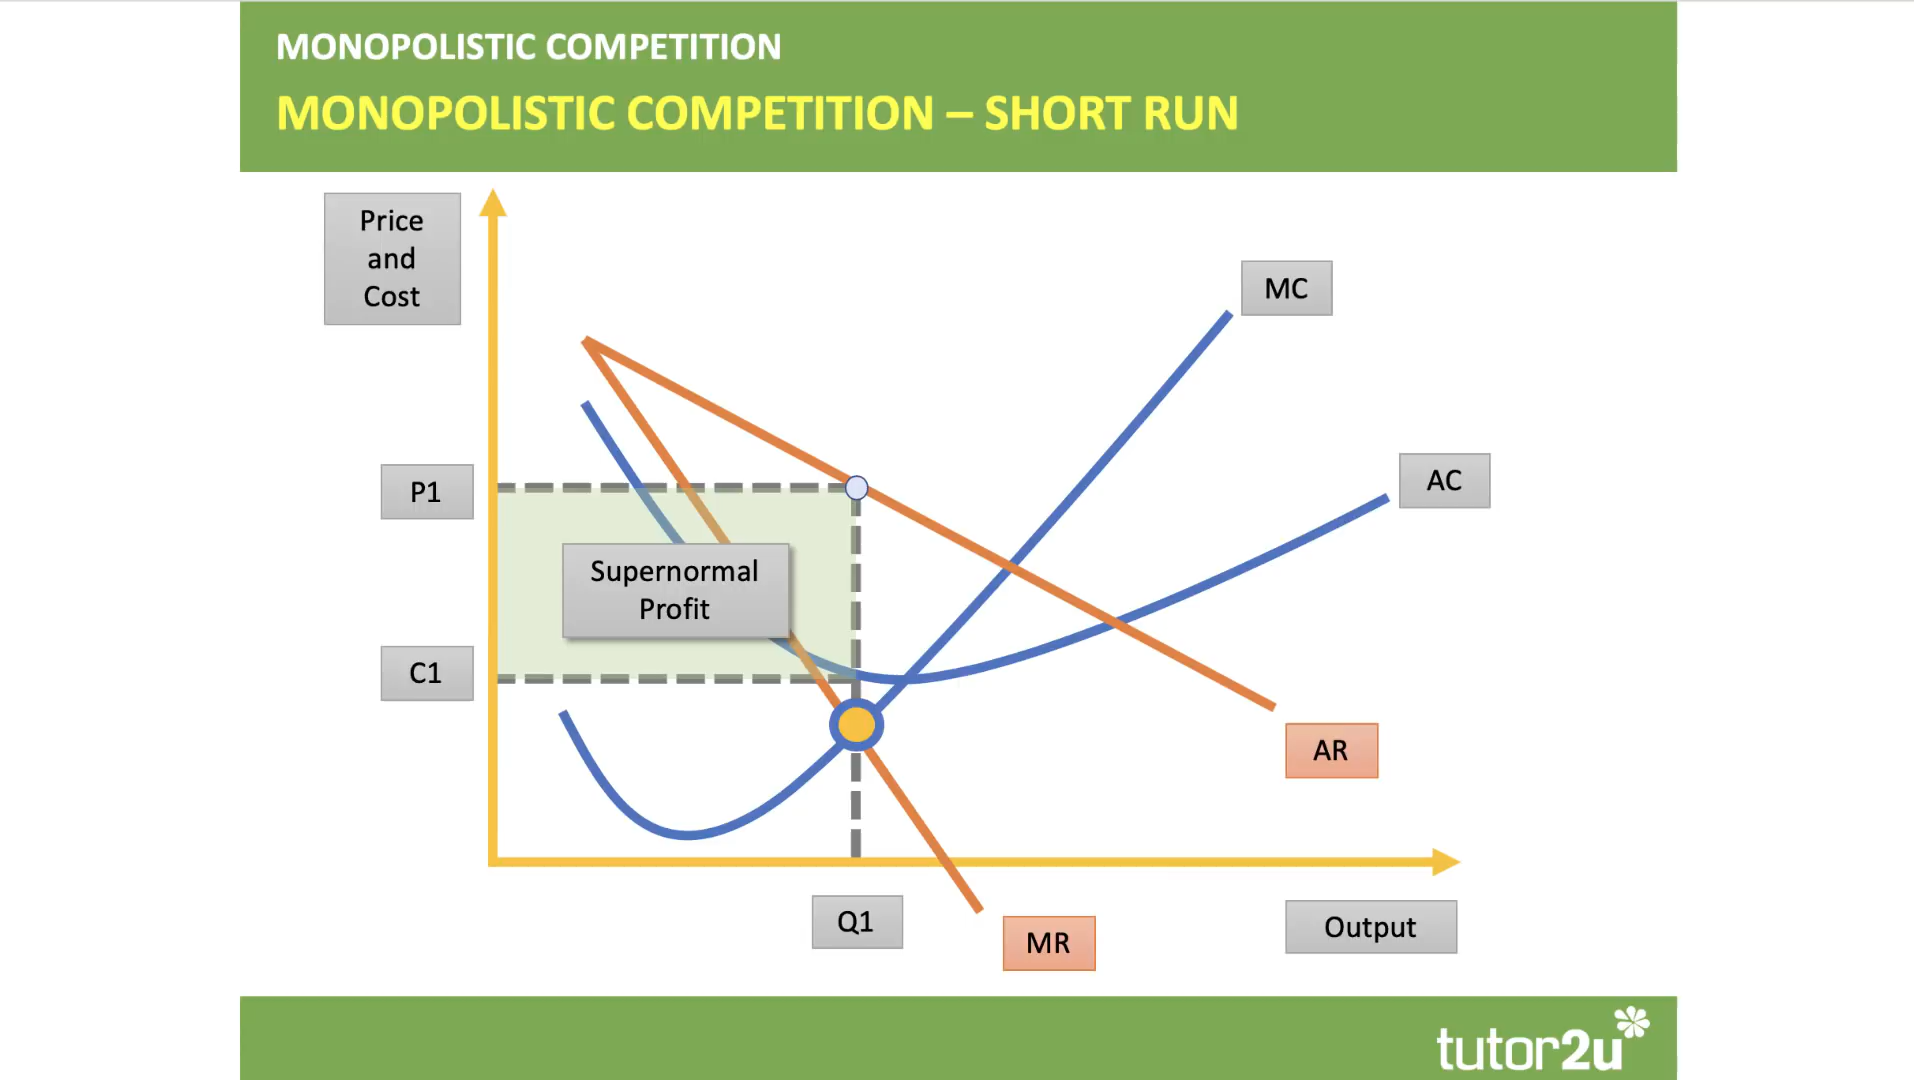 MONOPOLISTIC COMPETITION
MONOPOLISTIC COMPETITION – SHORT RUN
Price
and
Cost
MC
AC
P1
Supernormal
Profit
C1
AR
Q1
Output
MR
tutor2u